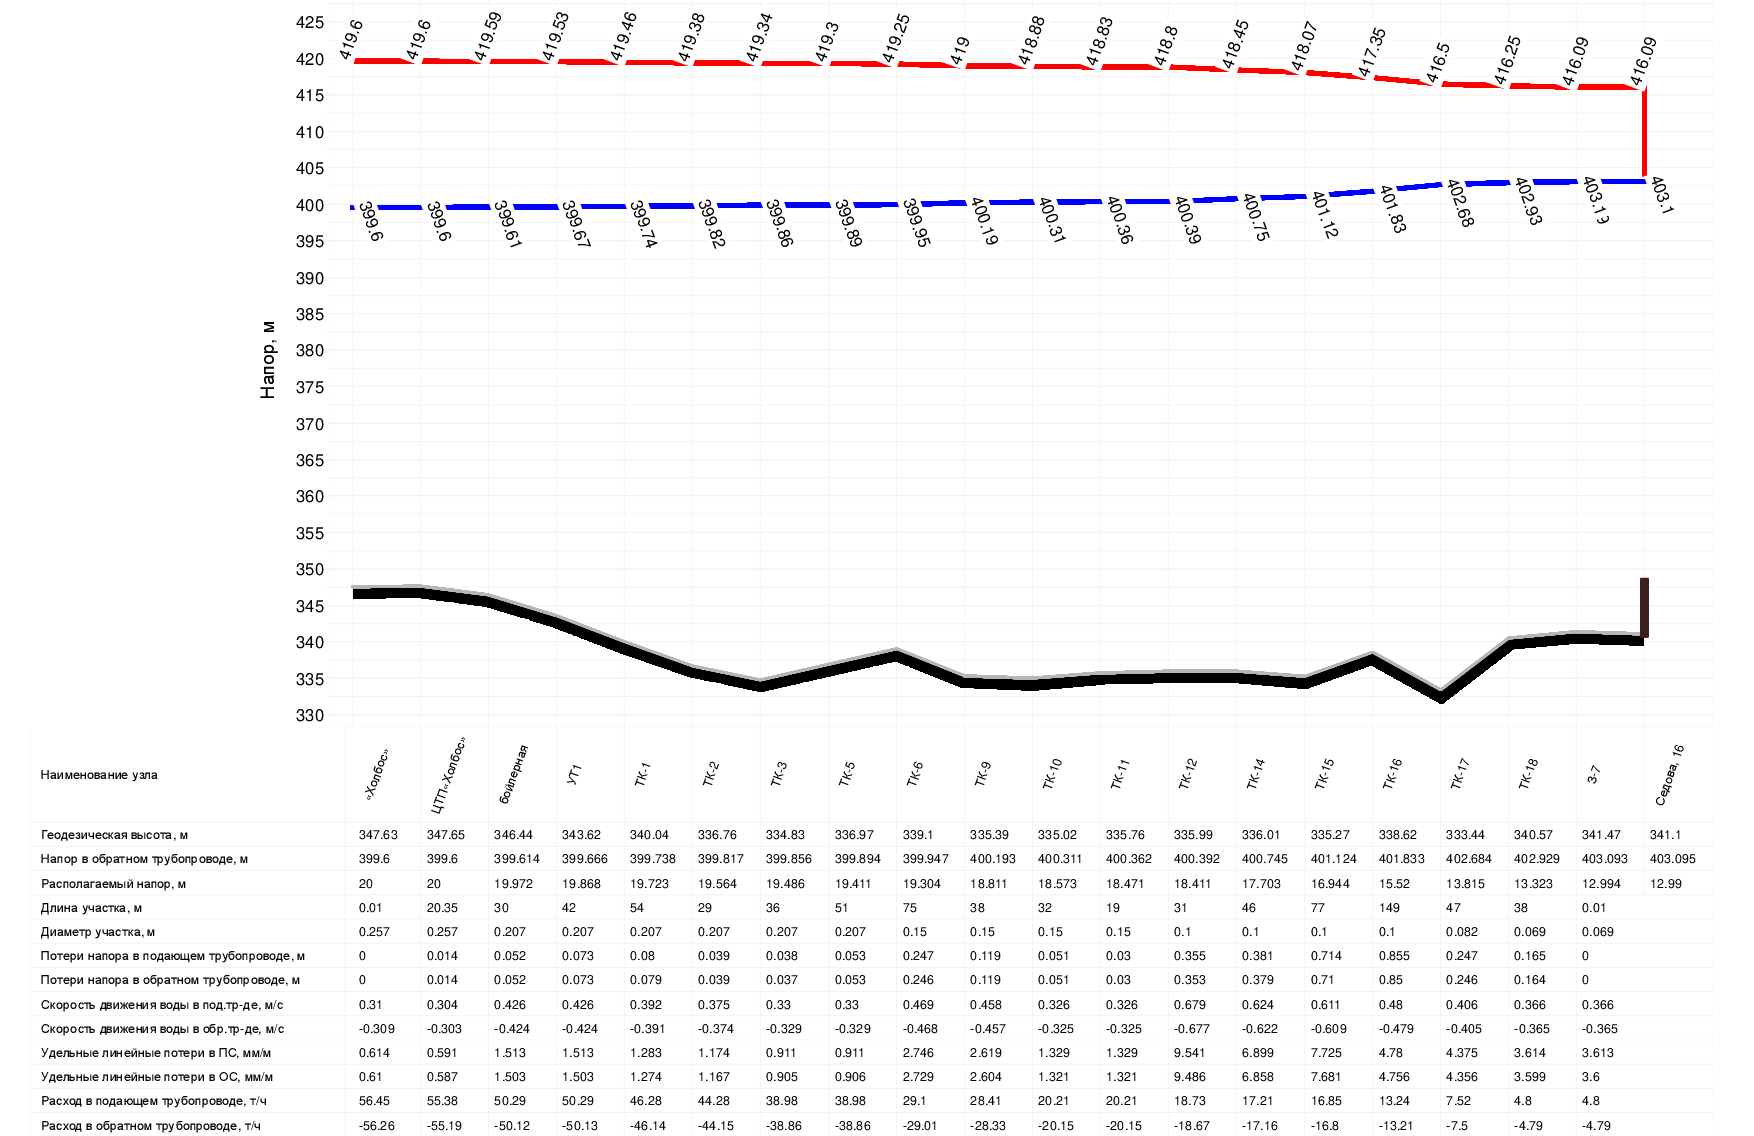 419.6 419.6 419.59 419.53 419.46 419.38 419.34 419.3 419.25 419 418.88 418.83 418.8 418.45 418.07 417.35 416.5 416.25 416.09 416.09
425
420
415
410
405
400
399.6 399.6 399.61 399.67 399.74 399.82 399.86 399.89 399.95 400.19 400.31 400.36 400.39 400.75 401.12 401.83 402.68 402.93 403.19 403.1
395
390
385
380
375
370
365
360
355
350
345
340
335
330
Напор, м
Наименование узла «Холбос» ЦТП«Холбос» бойлерная УТ1 ТК-1 ТК-2 ТК-3 ТК-5 ТК-6 ТК-9 ТК-10 ТК-11 ТК-12 ТК-14 ТК-15 ТК-16 ТК-17 ТК-18 З-7 Седова, 16
Геодезическая высота, м 347.63 347.65 346.44 343.62 340.04 336.76 334.83 336.97 339.1 335.39 335.02 335.76 335.99 336.01 335.27 338.62 333.44 340.57 341.47 341.1
Напор в обратном трубопроводе, м 399.6 399.6 399.614 399.666 399.738 399.817 399.856 399.894 399.947 400.193 400.311 400.362 400.392 400.745 401.124 401.833 402.684 402.929 403.093 403.095
Располагаемый напор, м 20 20 19.972 19.868 19.723 19.564 19.486 19.411 19.304 18.811 18.573 18.471 18.411 17.703 16.944 15.52 13.815 13.323 12.994 12.99
Длина участка, м 0.01 20.35 30 42 54 29 36 51 75 38 32 19 31 46 77 149 47 38 0.01
Диаметр участка, м 0.257 0.257 0.207 0.207 0.207 0.207 0.207 0.207 0.15 0.15 0.15 0.15 0.1 0.1 0.1 0.1 0.082 0.069 0.069
Потери напора в подающем трубопроводе, м 0 0.014 0.052 0.073 0.08 0.039 0.038 0.053 0.247 0.119 0.051 0.03 0.355 0.381 0.714 0.855 0.247 0.165 0
Потери напора в обратном трубопроводе, м 0 0.014 0.052 0.073 0.079 0.039 0.037 0.053 0.246 0.119 0.051 0.03 0.353 0.379 0.71 0.85 0.246 0.164 0
Скорость движения воды в под.тр-де, м/с 0.31 0.304 0.426 0.426 0.392 0.375 0.33 0.33 0.469 0.458 0.326 0.326 0.679 0.624 0.611 0.48 0.406 0.366 0.366
Скорость движения воды в обр.тр-де, м/с -0.309 -0.303 -0.424 -0.424 -0.391 -0.374 -0.329 -0.329 -0.468 -0.457 -0.325 -0.325 -0.677 -0.622 -0.609 -0.479 -0.405 -0.365 -0.365
Удельные линейные потери в ПС, мм/м 0.614 0.591 1.513 1.513 1.283 1.174 0.911 0.911 2.746 2.619 1.329 1.329 9.541 6.899 7.725 4.78 4.375 3.614 3.613
Удельные линейные потери в ОС, мм/м 0.61 0.587 1.503 1.503 1.274 1.167 0.905 0.906 2.729 2.604 1.321 1.321 9.486 6.858 7.681 4.756 4.356 3.599 3.6
Расход в подающем трубопроводе, т/ч 56.45 55.38 50.29 50.29 46.28 44.28 38.98 38.98 29.1 28.41 20.21 20.21 18.73 17.21 16.85 13.24 7.52 4.8 4.8
Расход в обратном трубопроводе, т/ч -56.26 -55.19 -50.12 -50.13 -46.14 -44.15 -38.86 -38.86 -29.01 -28.33 -20.15 -20.15 -18.67 -17.16 -16.8 -13.21 -7.5 -4.79 -4.79